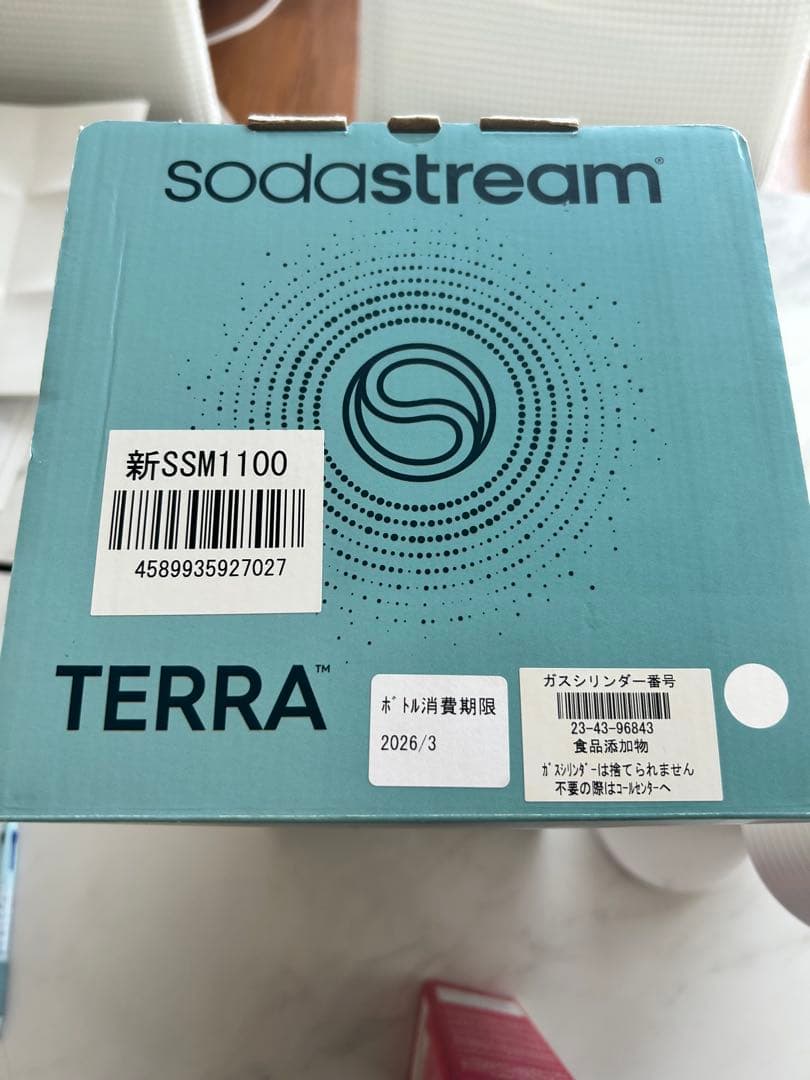 sodastream®
新SSM1100
4589935927027
TERRA™
ﾎﾞﾄﾙ消費期限
2026/3
ガスシリンダー番号
23-43-96843
食品添加物
ｶﾞｽｼﾘﾝﾀﾞｰは捨てられません
不要の際はｺｰﾙｾﾝﾀｰへ